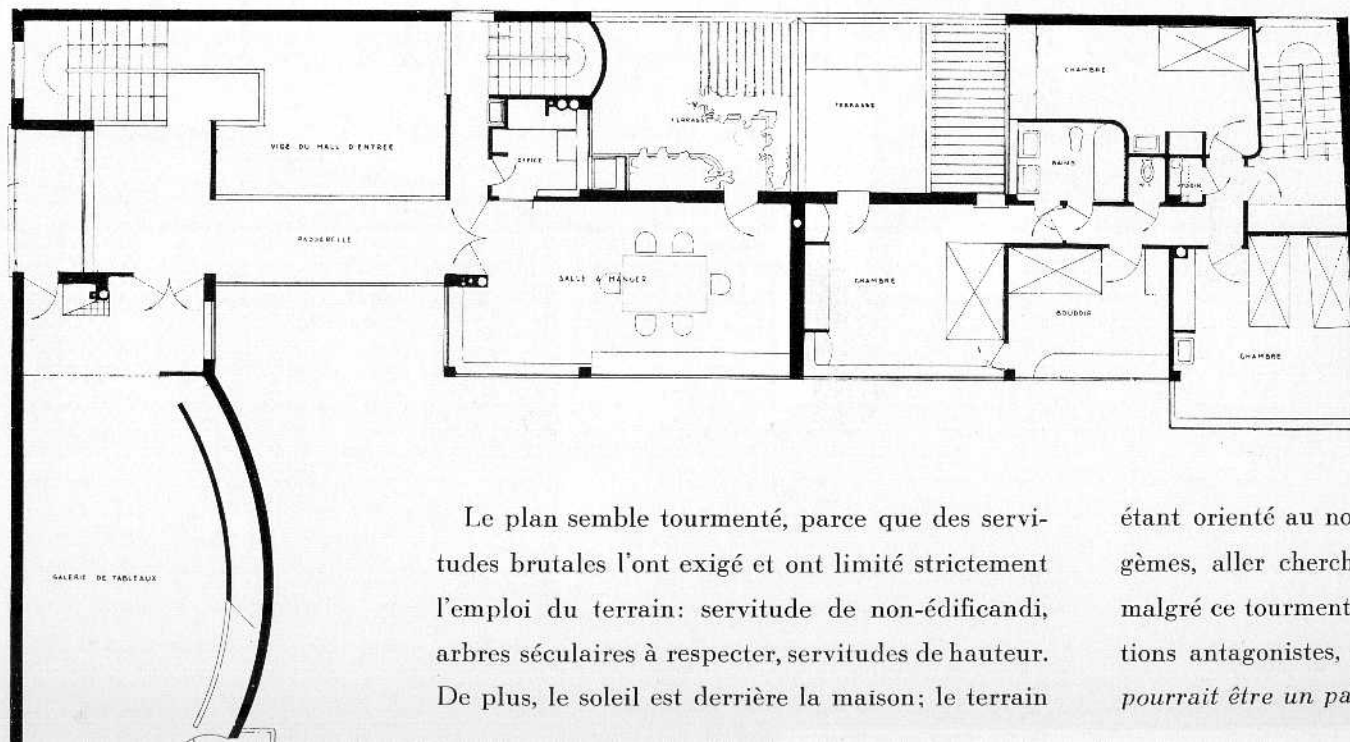 CHAMBRE
TERRASSE
TERRASSE
VIDE DU HALL D'ENTRÉE
OFFICE
BAINS
PASSERELLE
SALLE A MANGER
CHAMBRE
BOUDOIR
CHAMBRE
GALERIE DE TABLEAUX
Le plan semble tourmenté, parce que des servi-
tudes brutales l'ont exigé et ont limité strictement
l'emploi du terrain: servitude de non-édificandi,
arbres séculaires à respecter, servitudes de hauteur.
De plus, le soleil est derrière la maison; le terrain
étant orienté au no
gèmes, aller cherch
malgré ce tourment
tions antagonistes,
pourrait être un pa